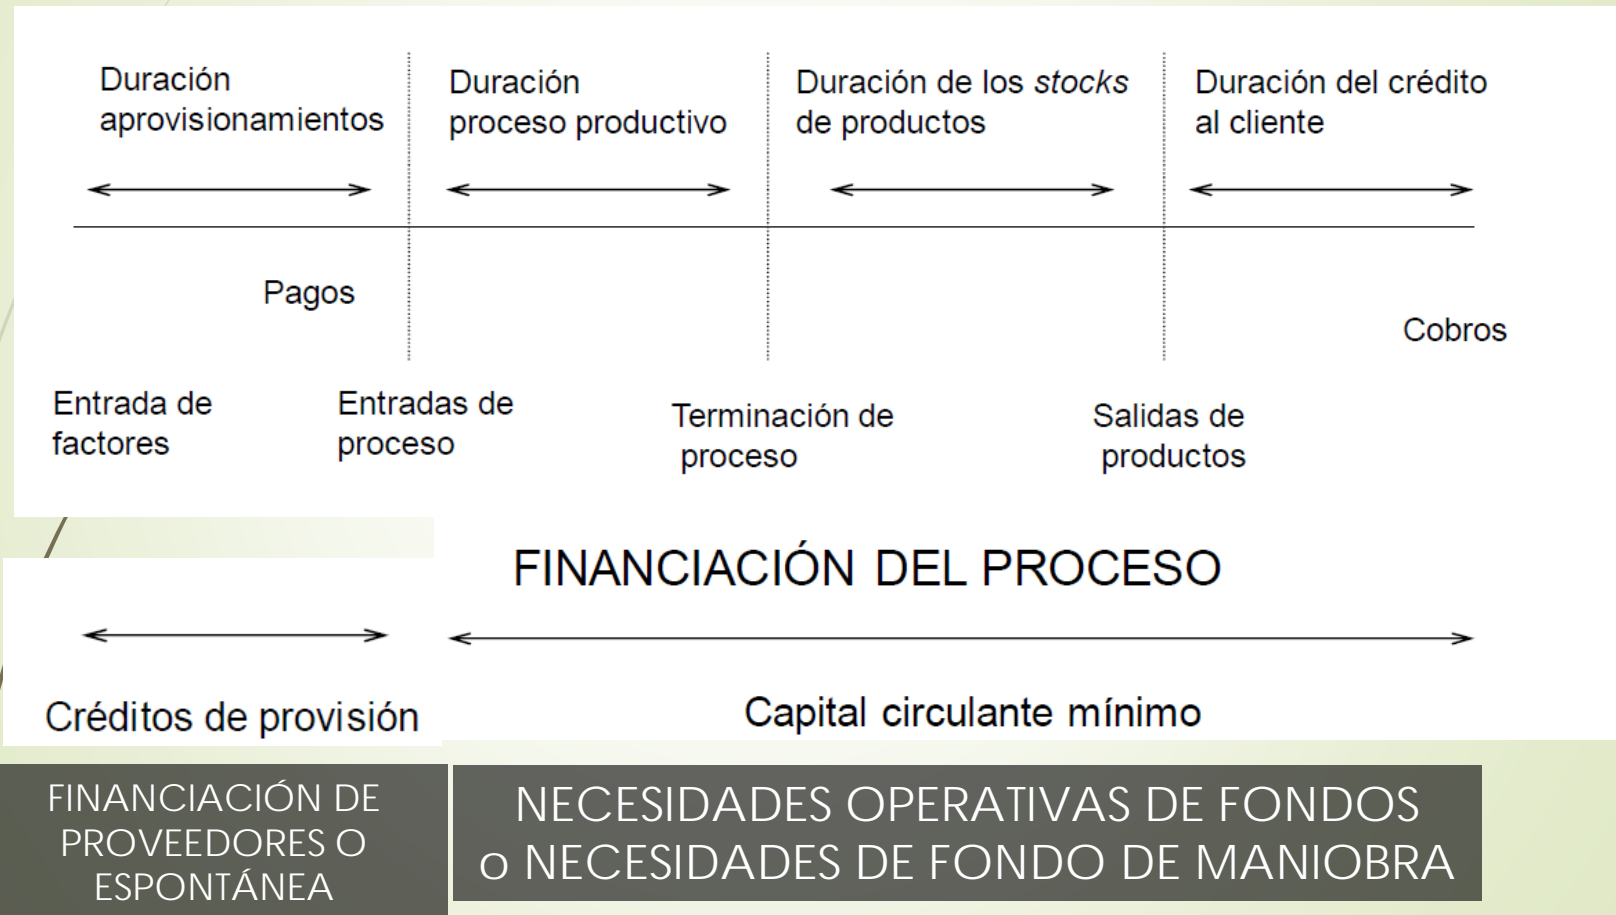 Duración
aprovisionamientos
Duración
proceso productivo
Duración de los stocks
de productos
Duración del crédito
al cliente
Pagos
Cobros
Entrada de
factores
Entradas de
proceso
Terminación de
proceso
Salidas de
productos
FINANCIACIÓN DEL PROCESO
Créditos de provisión
Capital circulante mínimo
FINANCIACIÓN DE
PROVEEDORES O
ESPONTÁNEA
NECESIDADES OPERATIVAS DE FONDOS
o NECESIDADES DE FONDO DE MANIOBRA